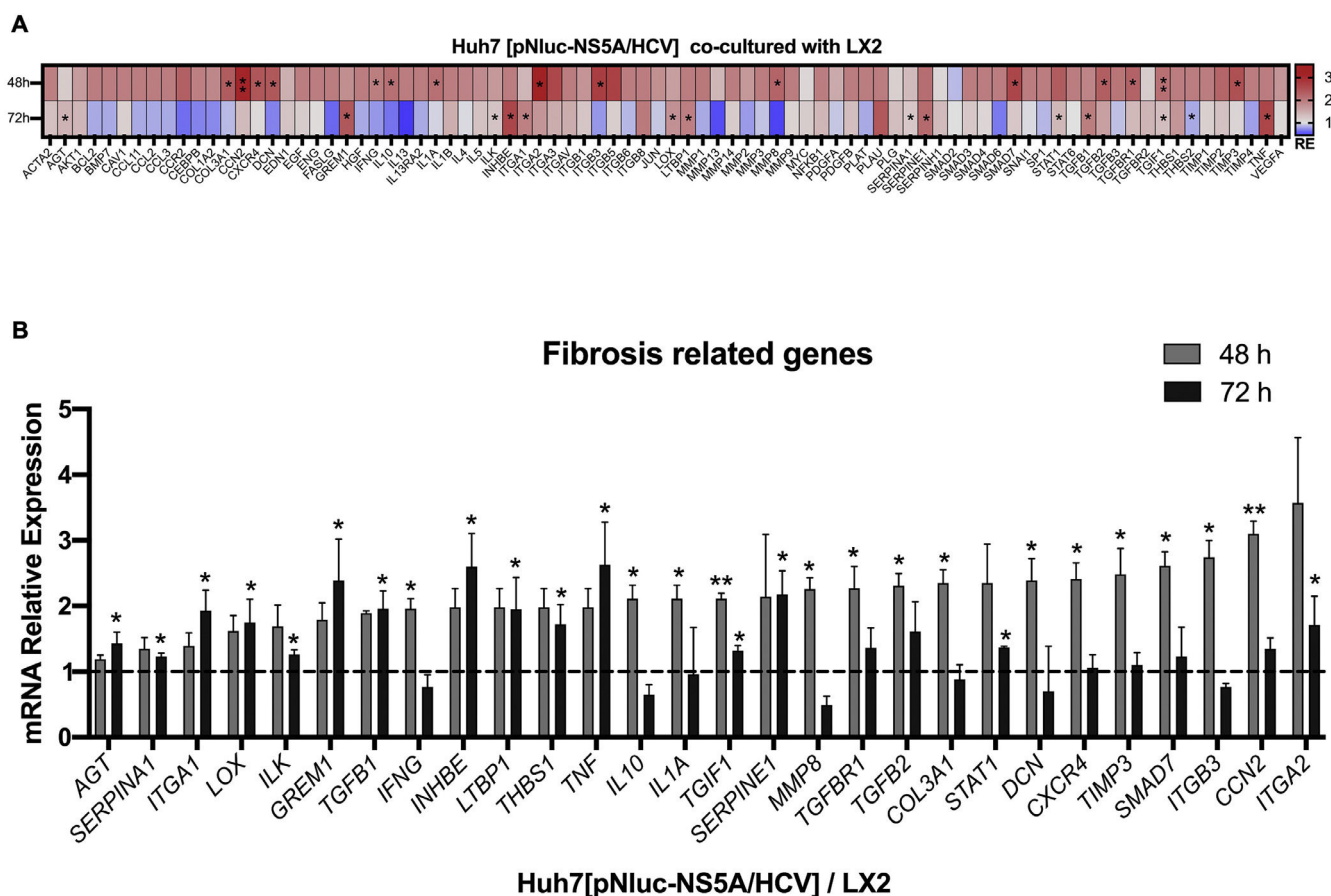 A
Huh7 [pNluc-NS5A/HCV] co-cultured with LX2
48h
* ** * * * * * * * * * * * ** *
72h
* * * * * * * * * * * * * * *
3
2
1
RE
ACTA2 AGT AKT1 BCL2 BMP7 CAV1 CCL11 CCL2 CCL3 CCR2 CEBPB COL1A2 COL3A1 CCN2 CXCR4 DCN EDN1 EGF ENG FASLG GREM1 HGF IFNG IL10 IL13 IL13RA2 IL1A IL1B IL4 IL5 ILK INHBE ITGA1 ITGA2 ITGA3 ITGAV ITGB1 ITGB3 ITGB5 ITGB6 ITGB8 JUN LOX LTBP1 MMP1 MMP13 MMP14 MMP2 MMP3 MMP8 MMP9 MYC NFKB1 PDGFA PDGFB PLAT PLAU PLG SERPINA1 SERPINE1 SERPINH1 SMAD2 SMAD3 SMAD4 SMAD6 SMAD7 SNAI1 SP1 STAT1 STAT6 TGFB1 TGFB2 TGFB3 TGFBR1 TGFBR2 TGIF1 THBS1 THBS2 TIMP1 TIMP2 TIMP3 TIMP4 TNF VEGFA
B
Fibrosis related genes
48 h
72 h
mRNA Relative Expression
5
4
3
2
1
0
* * * * * * * * * * * * * * ** * * * * * * * * * * * * ** *
AGT SERPINA1 ITGA1 LOX ILK GREM1 TGFB1 IFNG INHBE LTBP1 THBS1 TNF IL10 IL1A TGIF1 SERPINE1 MMP8 TGFBR1 TGFB2 COL3A1 STAT1 DCN CXCR4 TIMP3 SMAD7 ITGB3 CCN2 ITGA2
Huh7[pNluc-NS5A/HCV] / LX2